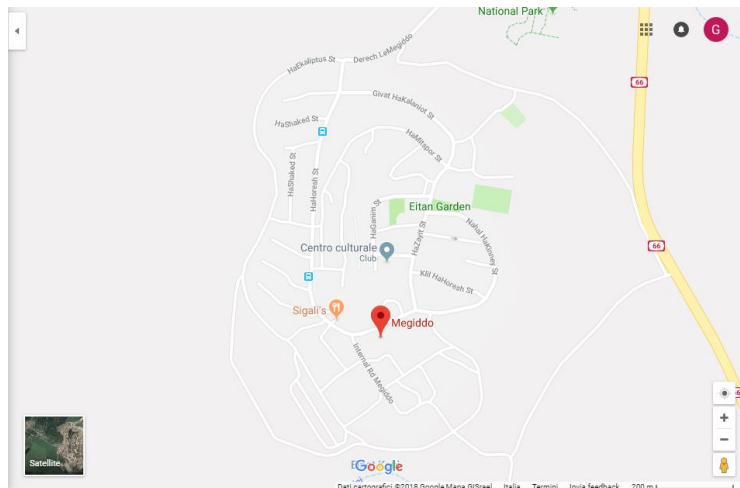 National Park
G
66
HaEkaliptus St
Derech LeMegiddo
Givat HaKalaniot St
HaShaked St
HaMitspor St
HaShaked St
HaHoresh St
HaGanim St
Eitan Garden
HaZayit St
Nahal HaKinney St
66
Centro culturale
Club
Klil HaHoresh St
Sigali's
Megiddo
Internal Rd Megiddo
Satellite
Google
Dati cartografici ©2018 Google, Mapa GISrael
Italia
Termini
Invia feedback
200 m